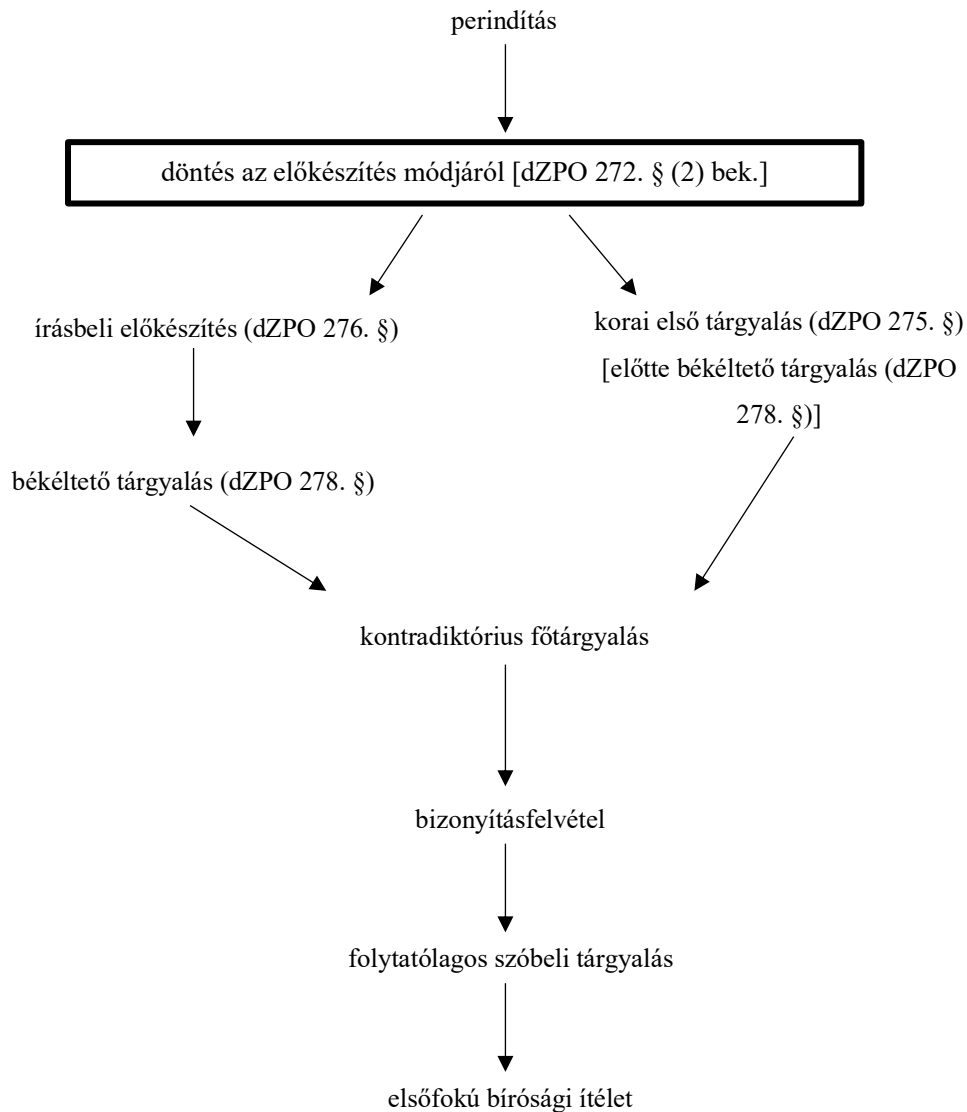 perindítás
döntés az előkészítés módjáról [dZPO 272. § (2) bek.]
írásbeli előkészítés (dZPO 276. §)
békéltető tárgyalás (dZPO 278. §)
korai első tárgyalás (dZPO 275. §)
[előtte békéltető tárgyalás (dZPO
278. §)]
kontradiktórius főtárgyalás
bizonyításfelvétel
folytatólagos szóbeli tárgyalás
elsőfokú bírósági ítélet